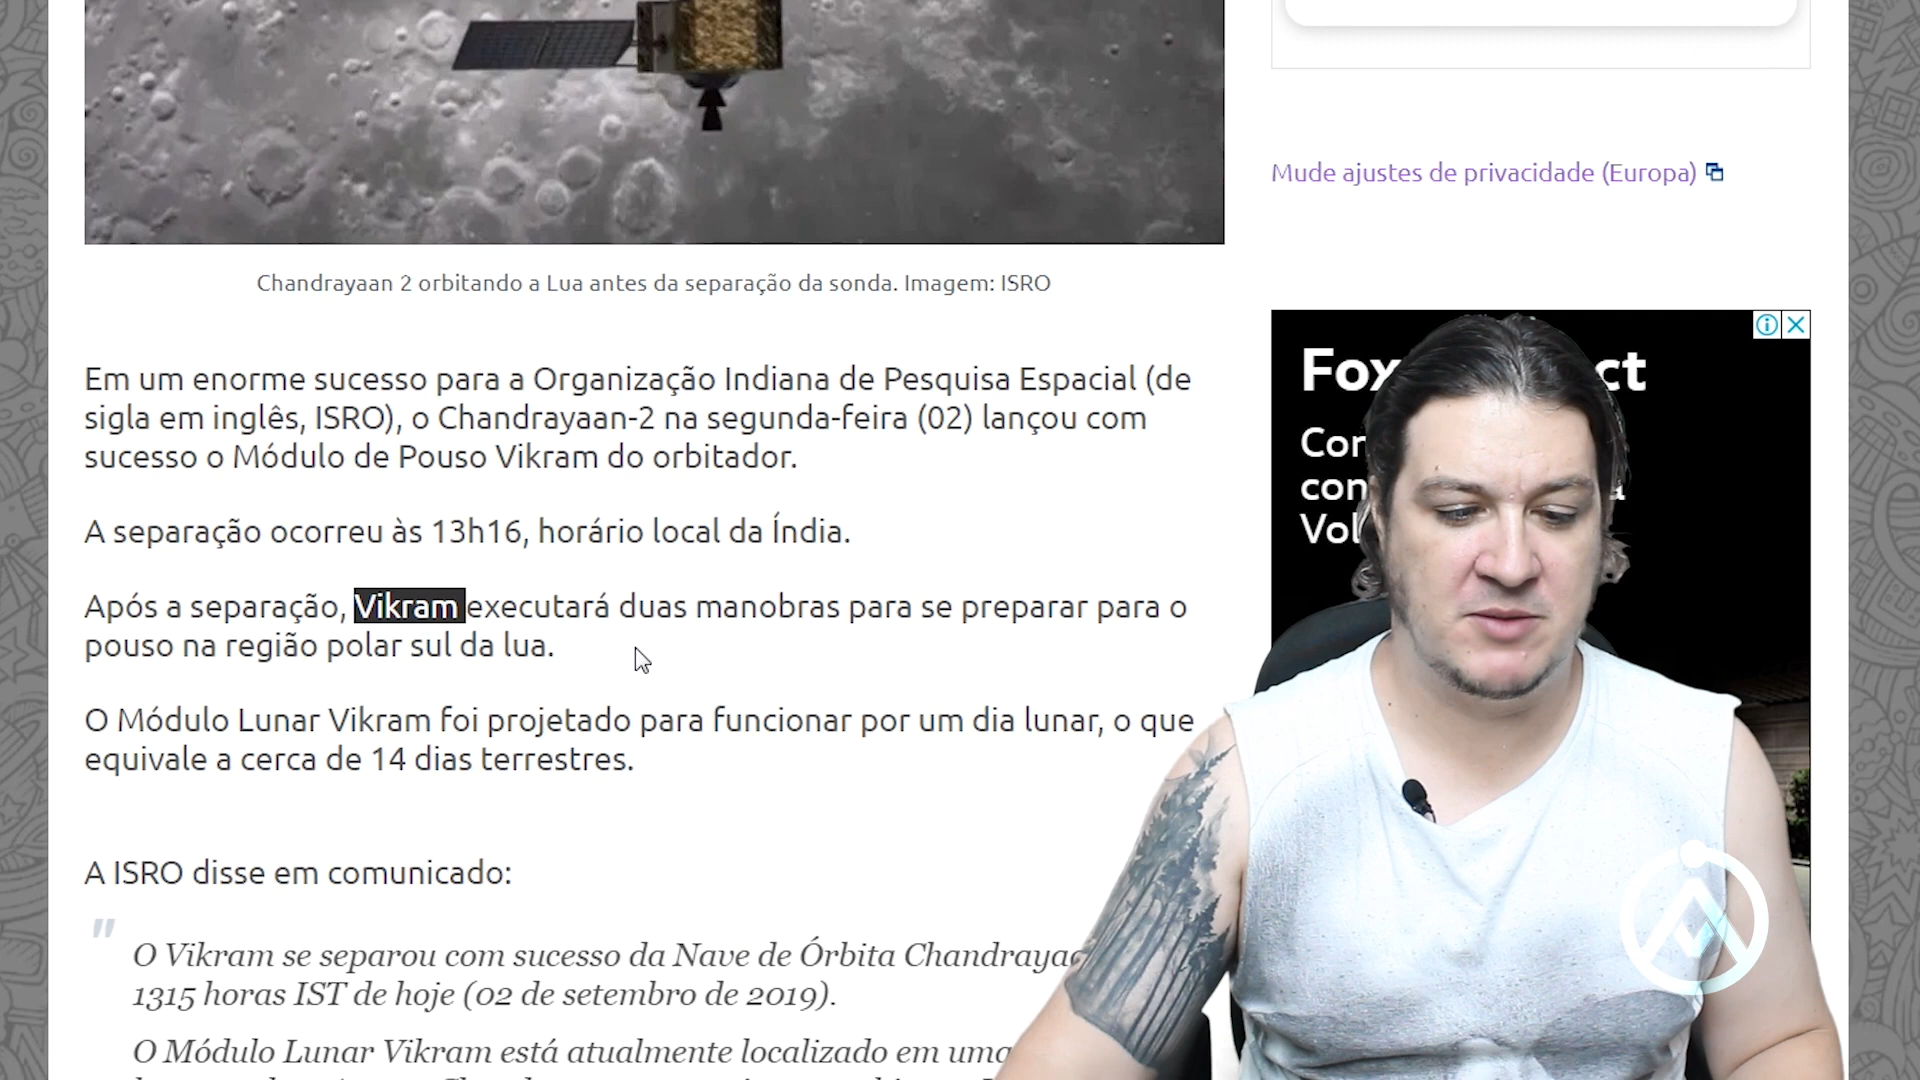 Mude ajustes de privacidade (Europa)
Chandrayaan 2 orbitando a Lua antes da separação da sonda. Imagem: ISRO
Em um enorme sucesso para a Organização Indiana de Pesquisa Espacial (de
sigla em inglês, ISRO), o Chandrayaan-2 na segunda-feira (02) lançou com
sucesso o Módulo de Pouso Vikram do orbitador.
A separação ocorreu às 13h16, horário local da Índia.
Após a separação, Vikram executará duas manobras para se preparar para o
pouso na região polar sul da lua.
O Módulo Lunar Vikram foi projetado para funcionar por um dia lunar, o que
equivale a cerca de 14 dias terrestres.
A ISRO disse em comunicado:
"
O Vikram se separou com sucesso da Nave de Órbita
1315 horas IST de hoje (02 de setembro de 2019).
O Módulo Lunar Vikram está atualmente localizado em uma